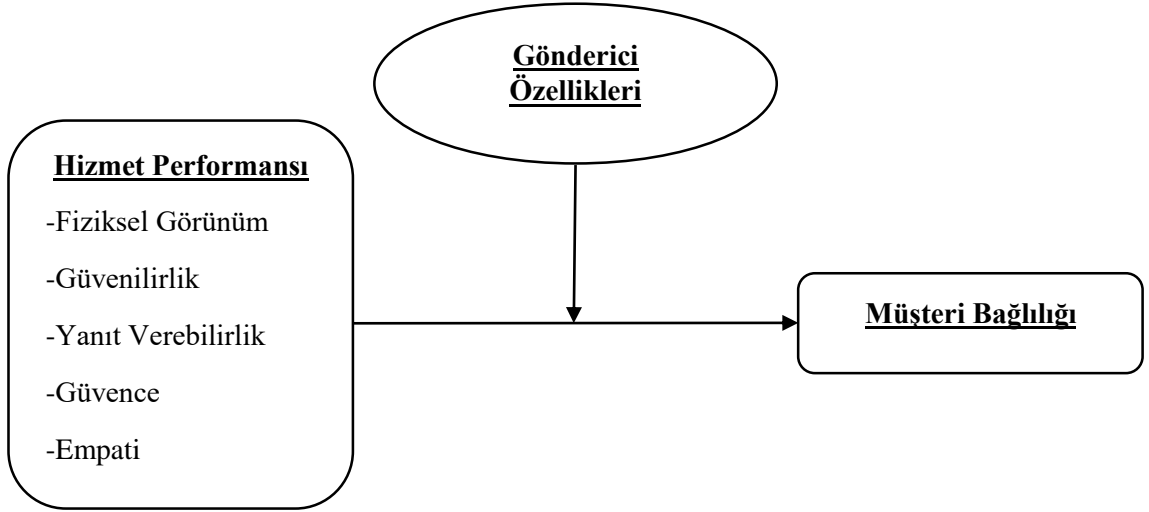 Gönderici
Özellikleri
Hizmet Performansı
-Fiziksel Görünüm
-Güvenilirlik
-Yanıt Verebilirlik
-Güvence
-Empati
Müşteri Bağlılığı